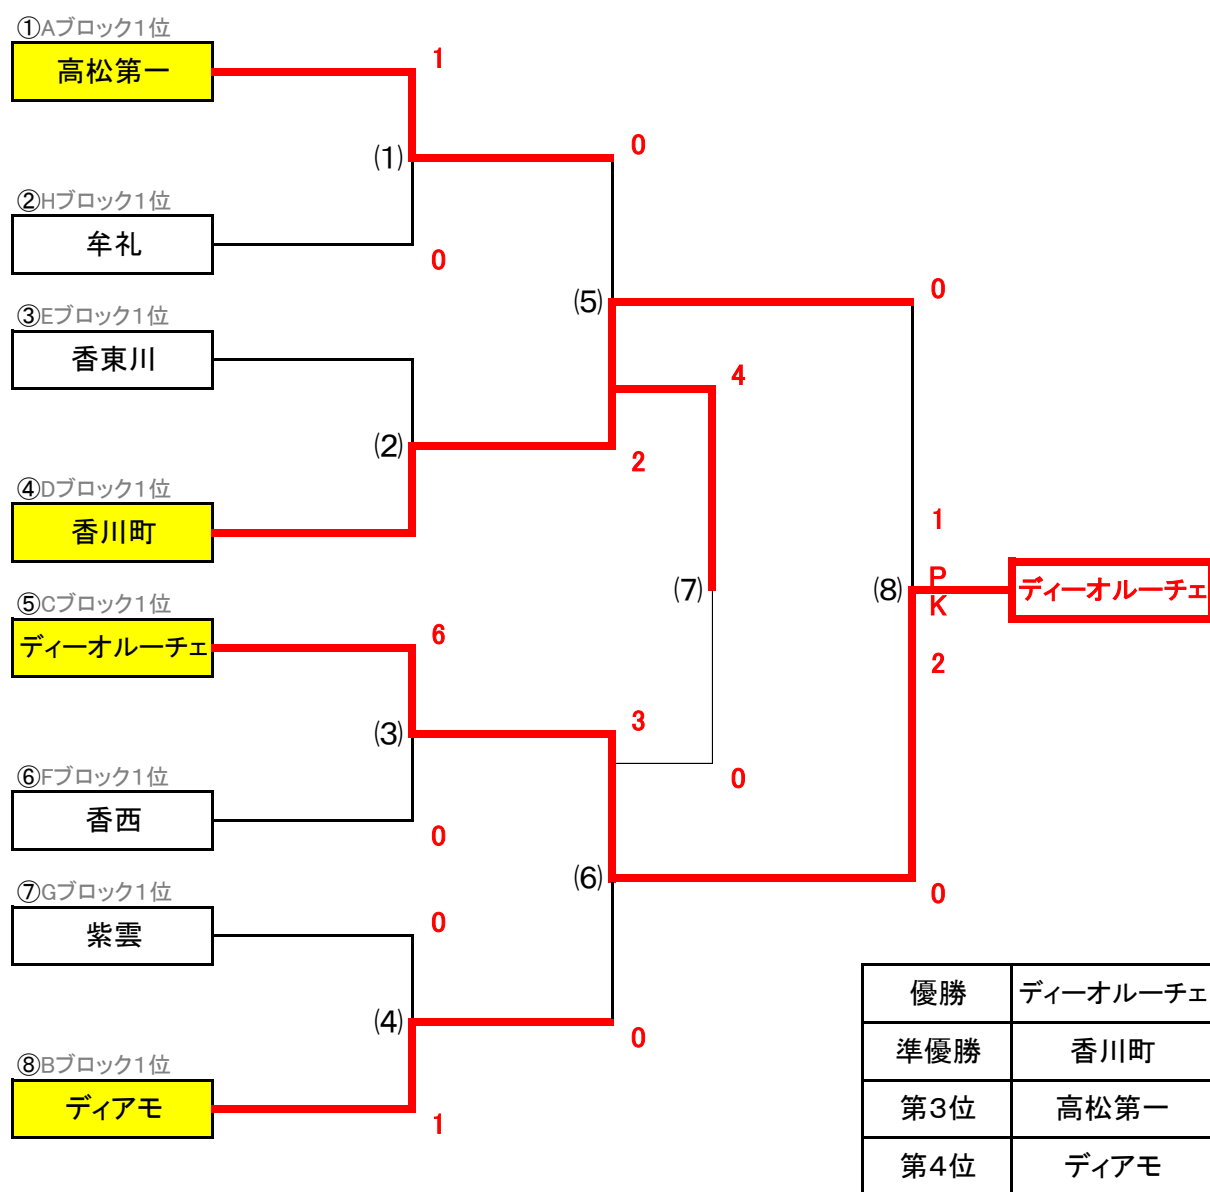 ①Aブロック1位
高松第一
1
(1)
0
②Hブロック1位
牟礼
0
③Eブロック1位
香東川
(5)
0
4
(2)
2
④Dブロック1位
香川町
1
(7)
(8)
PK
ディーオルーチェ
⑤Cブロック1位
ディーオルーチェ
6
2
(3)
3
⑥Fブロック1位
香西
0
0
(6)
0
⑦Gブロック1位
紫雲
0
(4)
0
⑧Bブロック1位
ディアモ
1
優勝 ディーオルーチェ
準優勝 香川町
第3位 高松第一
第4位 ディアモ